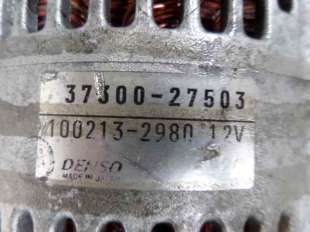 37300-27503
100213-2980 12V
DENSO
MADE IN JAPAN